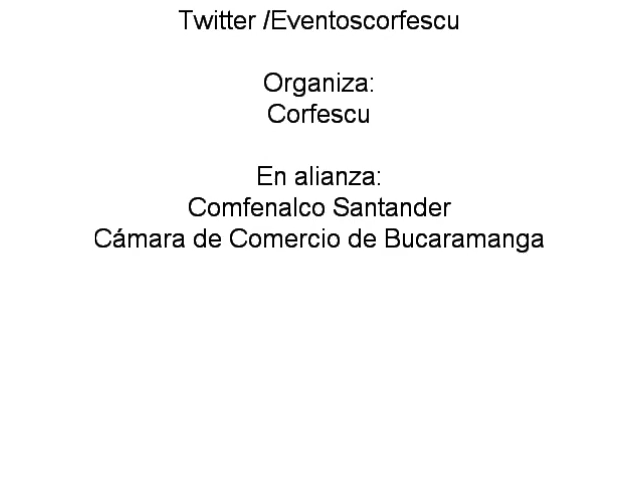 Twitter /Eventoscorfescu
Organiza:
Corfescu
En alianza:
Comfenalco Santander
Cámara de Comercio de Bucaramanga